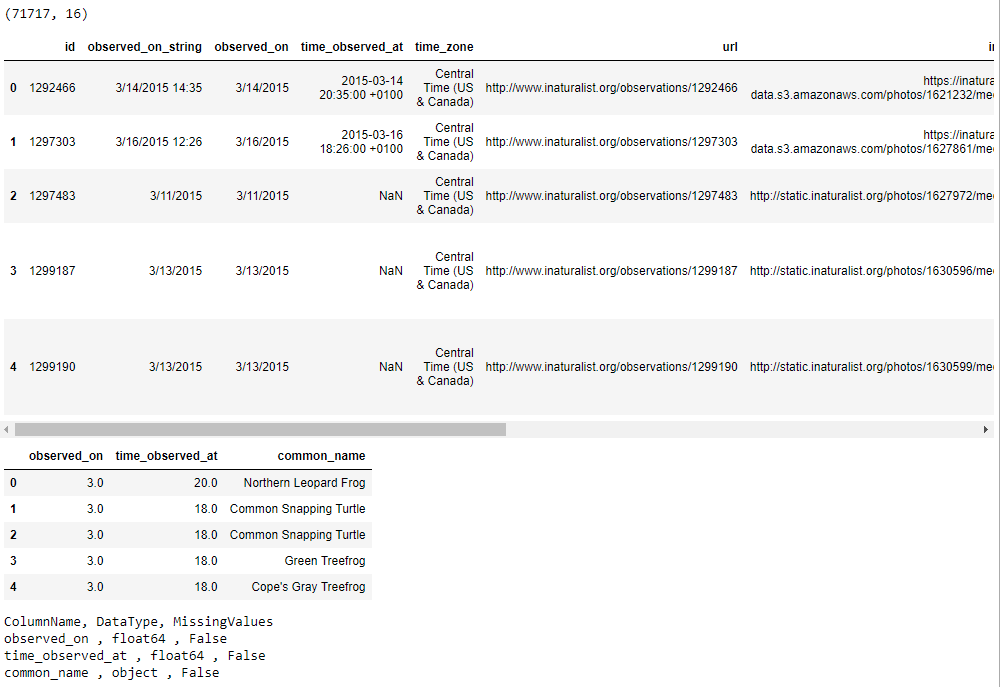 (71717, 16)
id observed_on_string observed_on time_observed_at time_zone url
0 1292466 3/14/2015 14:35 3/14/2015 2015-03-14 20:35:00 +0100 Central Time (US & Canada) http://www.inaturalist.org/observations/1292466 https://inatura data.s3.amazonaws.com/photos/1621232/me
1 1297303 3/16/2015 12:26 3/16/2015 2015-03-16 18:26:00 +0100 Central Time (US & Canada) http://www.inaturalist.org/observations/1297303 https://inatura data.s3.amazonaws.com/photos/1627861/me
2 1297483 3/11/2015 3/11/2015 NaN Central Time (US & Canada) http://www.inaturalist.org/observations/1297483 http://static.inaturalist.org/photos/1627972/me
3 1299187 3/13/2015 3/13/2015 NaN Central Time (US & Canada) http://www.inaturalist.org/observations/1299187 http://static.inaturalist.org/photos/1630596/me
4 1299190 3/13/2015 3/13/2015 NaN Central Time (US & Canada) http://www.inaturalist.org/observations/1299190 http://static.inaturalist.org/photos/1630599/me
observed_on time_observed_at common_name
0 3.0 20.0 Northern Leopard Frog
1 3.0 18.0 Common Snapping Turtle
2 3.0 18.0 Common Snapping Turtle
3 3.0 18.0 Green Treefrog
4 3.0 18.0 Cope's Gray Treefrog
ColumnName, DataType, MissingValues
observed_on , float64 , False
time_observed_at , float64 , False
common_name , object , False